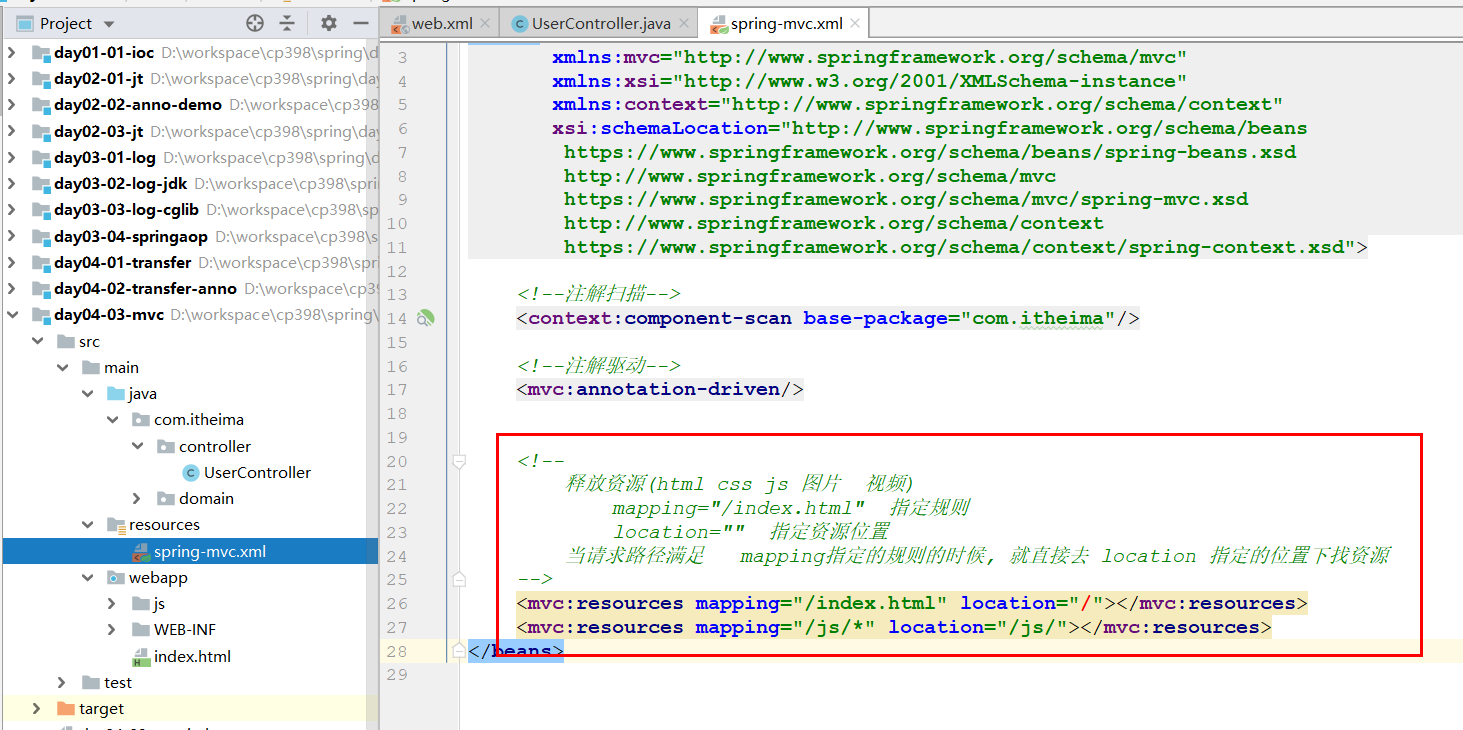 Project
day01-01-ioc D:\workspace\cp398\spring\d
day02-01-jt D:\workspace\cp398\spring\day
day02-02-anno-demo D:\workspace\cp398
day02-03-jt D:\workspace\cp398\spring\day
day03-01-log D:\workspace\cp398\spring\d
day03-02-log-jdk D:\workspace\cp398\spri
day03-03-log-cglib D:\workspace\cp398\sp
day03-04-springaop D:\workspace\cp398\s
day04-01-transfer D:\workspace\cp398\spr
day04-02-transfer-anno D:\workspace\cp3
day04-03-mvc D:\workspace\cp398\spring\
src
main
java
com.itheima
controller
UserController
domain
resources
spring-mvc.xml
webapp
js
WEB-INF
index.html
test
target
web.xml UserController.java spring-mvc.xml
3 xmlns:mvc="http://www.springframework.org/schema/mvc"
4 xmlns:xsi="http://www.w3.org/2001/XMLSchema-instance"
5 xmlns:context="http://www.springframework.org/schema/context"
6 xsi:schemaLocation="http://www.springframework.org/schema/beans
7 https://www.springframework.org/schema/beans/spring-beans.xsd
8 http://www.springframework.org/schema/mvc
9 https://www.springframework.org/schema/mvc/spring-mvc.xsd
10 http://www.springframework.org/schema/context
11 https://www.springframework.org/schema/context/spring-context.xsd">
12
13 <!--注解扫描-->
14 <context:component-scan base-package="com.itheima"/>
15
16 <!--注解驱动-->
17 <mvc:annotation-driven/>
18
19
20 <!--
21 释放资源(html css js 图片 视频)
22 mapping="/index.html" 指定规则
23 location="" 指定资源位置
24 当请求路径满足 mapping指定的规则的时候, 就直接去 location 指定的位置下找资源
25 -->
26 <mvc:resources mapping="/index.html" location="/"></mvc:resources>
27 <mvc:resources mapping="/js/*" location="/js/"></mvc:resources>
28 </beans>
29